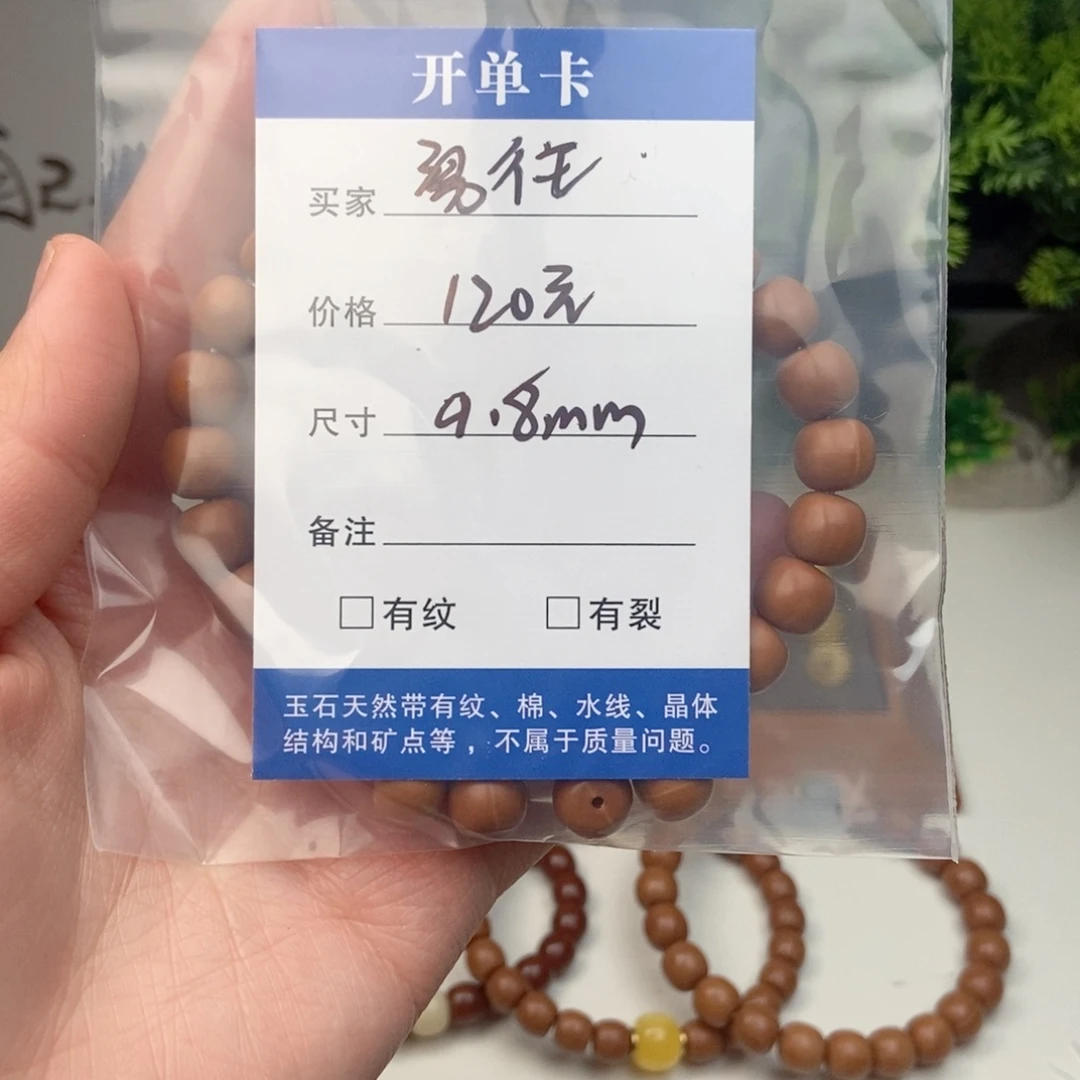 开单卡
买家
价格 120元
尺寸 9.8mm
备注
□有纹 □有裂
玉石天然带有纹、棉、水线、晶体
结构和矿点等，不属于质量问题。